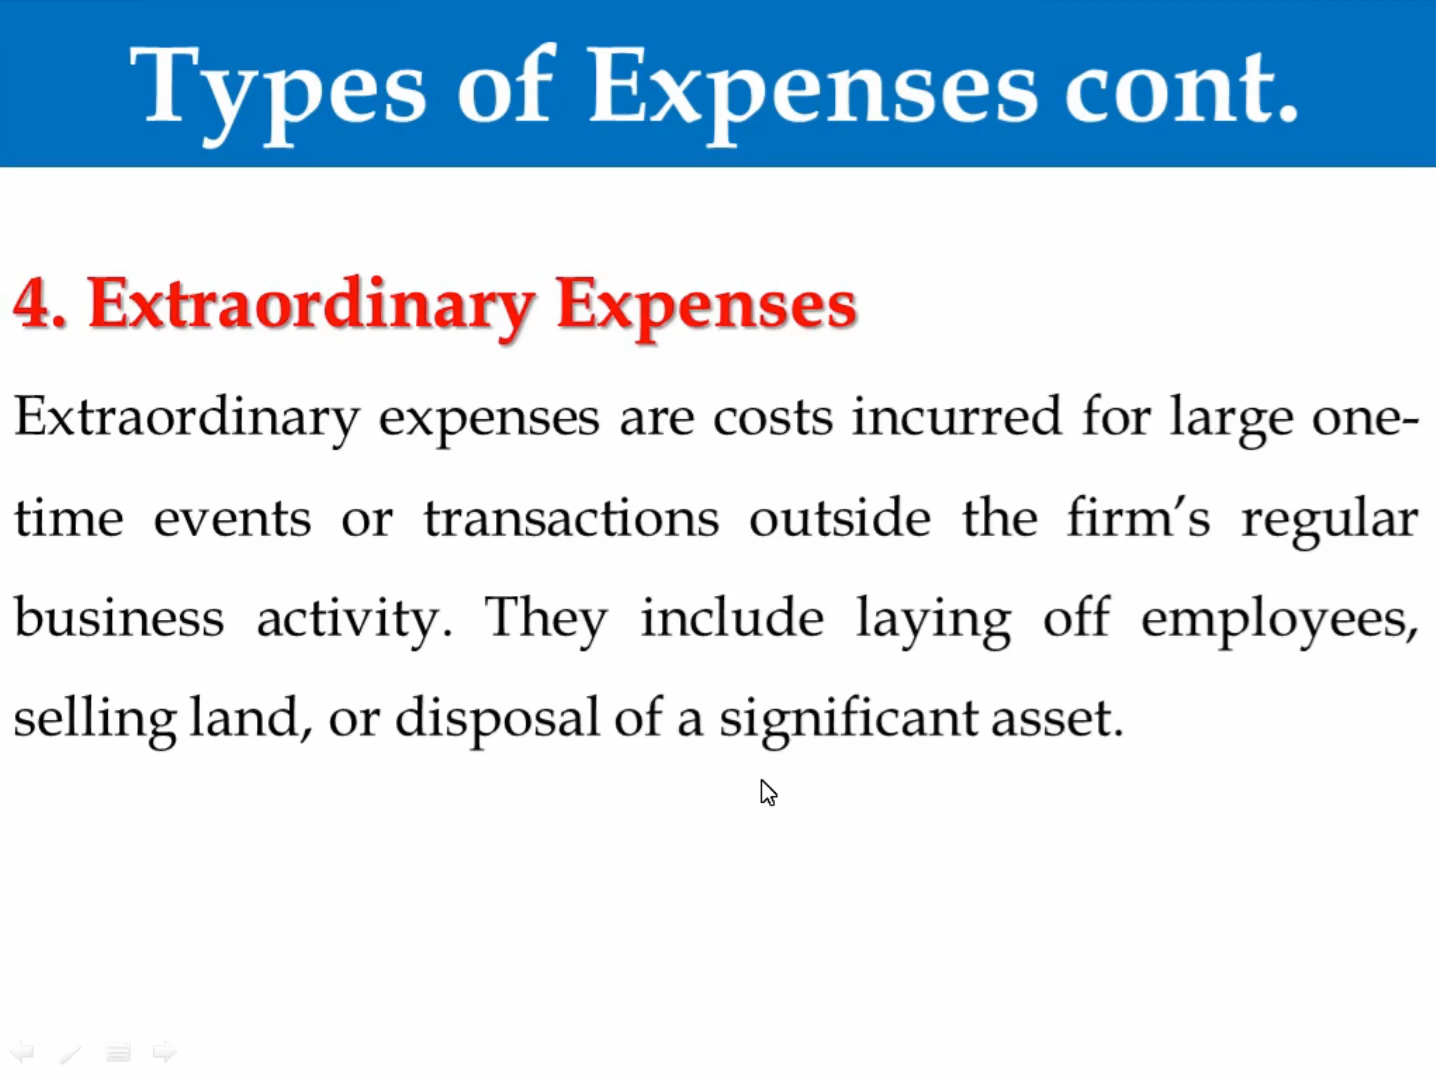 Types of Expenses cont.
4. Extraordinary Expenses
Extraordinary expenses are costs incurred for large one-
time events or transactions outside the firm’s regular
business activity. They include laying off employees,
selling land, or disposal of a significant asset.